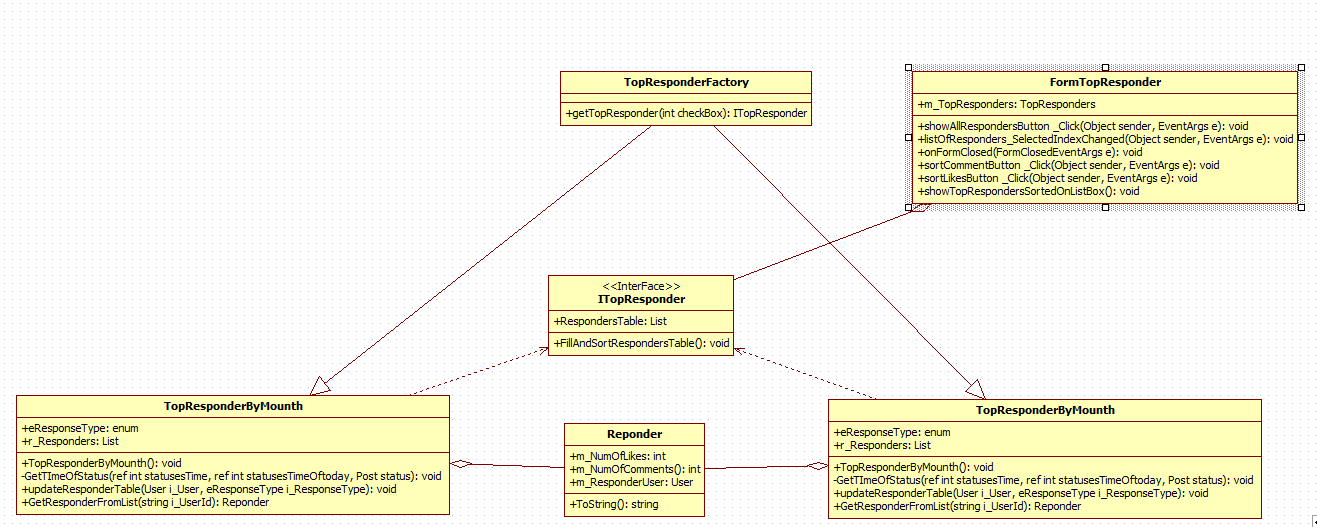 TopResponderFactory
+getTopResponder(int checkBox): ITopResponder
FormTopResponder
+m_TopResponders: TopResponders
+showAllRespondersButton _Click(Object sender, EventArgs e): void
+listOfResponders_SelectedIndexChanged(Object sender, EventArgs e): void
+onFormClosed(FormClosedEventArgs e): void
+sortCommentButton _Click(Object sender, EventArgs e): void
+sortLikesButton _Click(Object sender, EventArgs e): void
+showTopRespondersSortedOnListBox(): void
<<InterFace>>
ITopResponder
+RespondersTable: List
+FillAndSortRespondersTable(): void
TopResponderByMounth
+eResponseType: enum
+r_Responders: List
+TopResponderByMounth(): void
-GetTImeOfStatus(ref int statusesTime, ref int statusesTimeOftoday, Post status): void
+updateResponderTable(User i_User, eResponseType i_ResponseType): void
+GetResponderFromList(string i_UserId): Reponder
Reponder
+m_NumOfLikes: int
+m_NumOfComments(): int
+m_ResponderUser: User
+ToString(): string
TopResponderByMounth
+eResponseType: enum
+r_Responders: List
+TopResponderByMounth(): void
-GetTImeOfStatus(ref int statusesTime, ref int statusesTimeOftoday, Post status): void
+updateResponderTable(User i_User, eResponseType i_ResponseType): void
+GetResponderFromList(string i_UserId): Reponder